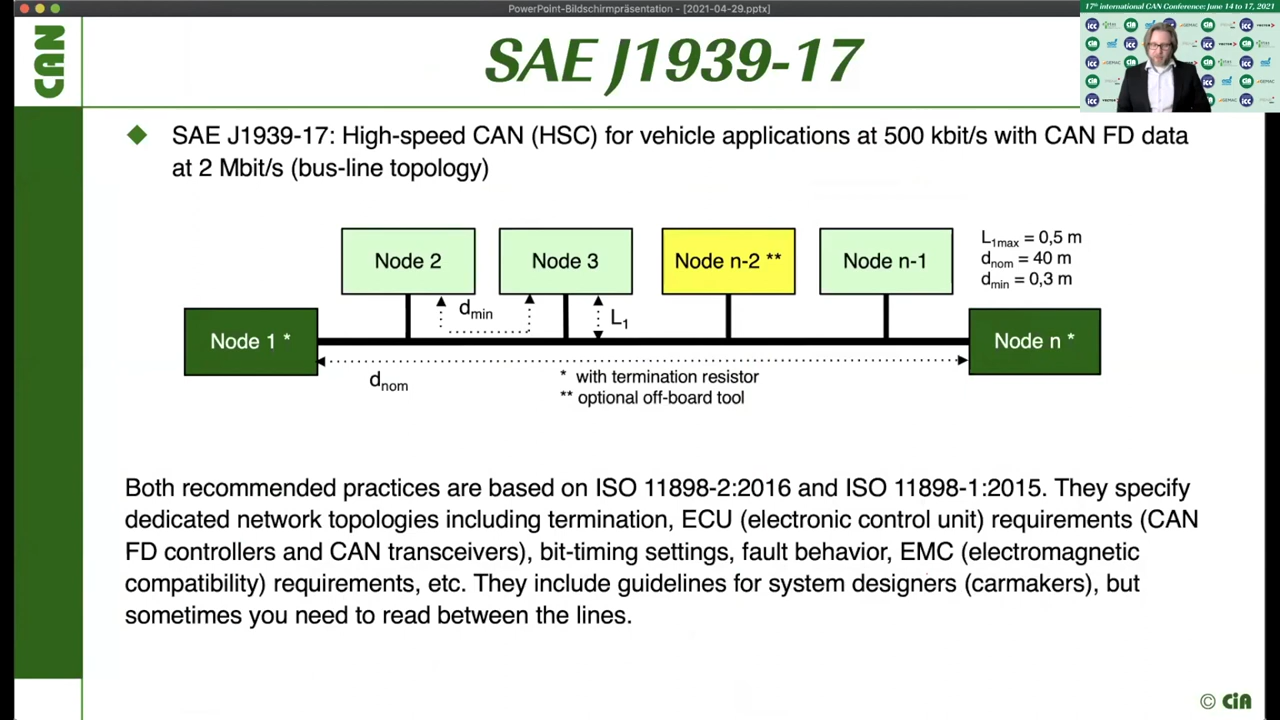 PowerPoint-Bildschirmpräsentation - [2021-04-29.pptx]
17th international CAN Conference: June 14 to 17, 2021
CAN
SAE J1939-17
SAE J1939-17: High-speed CAN (HSC) for vehicle applications at 500 kbit/s with CAN FD data
at 2 Mbit/s (bus-line topology)
Node 2
Node 3
Node n-2 **
Node n-1
L1max = 0,5 m
dnom = 40 m
dmin = 0,3 m
dmin
L1
Node 1 *
Node n *
dnom
* with termination resistor
** optional off-board tool
Both recommended practices are based on ISO 11898-2:2016 and ISO 11898-1:2015. They specify
dedicated network topologies including termination, ECU (electronic control unit) requirements (CAN
FD controllers and CAN transceivers), bit-timing settings, fault behavior, EMC (electromagnetic
compatibility) requirements, etc. They include guidelines for system designers (carmakers), but
sometimes you need to read between the lines.
© CiA